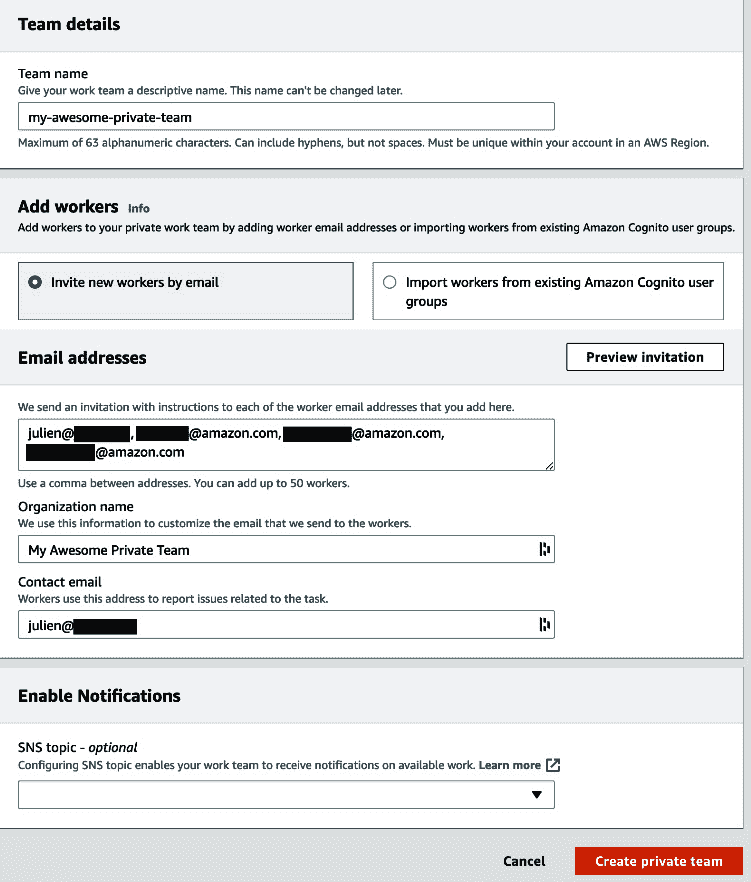 Team details
Team name
Give your work team a descriptive name. This name can't be changed later.
my-awesome-private-team
Maximum of 63 alphanumeric characters. Can include hyphens, but not spaces. Must be unique within your account in an AWS Region.
Add workers Info
Add workers to your private work team by adding worker email addresses or importing workers from existing Amazon Cognito user groups.
Invite new workers by email
Import workers from existing Amazon Cognito user
groups
Email addresses
Preview invitation
We send an invitation with instructions to each of the worker email addresses that you add here.
julien@ , @amazon.com, @amazon.com,
@amazon.com
Use a comma between addresses. You can add up to 50 workers.
Organization name
We use this information to customize the email that we send to the workers.
My Awesome Private Team
Contact email
Workers use this address to report issues related to the task.
julien@
Enable Notifications
SNS topic - optional
Configuring SNS topic enables your work team to receive notifications on available work. Learn more
Cancel
Create private team